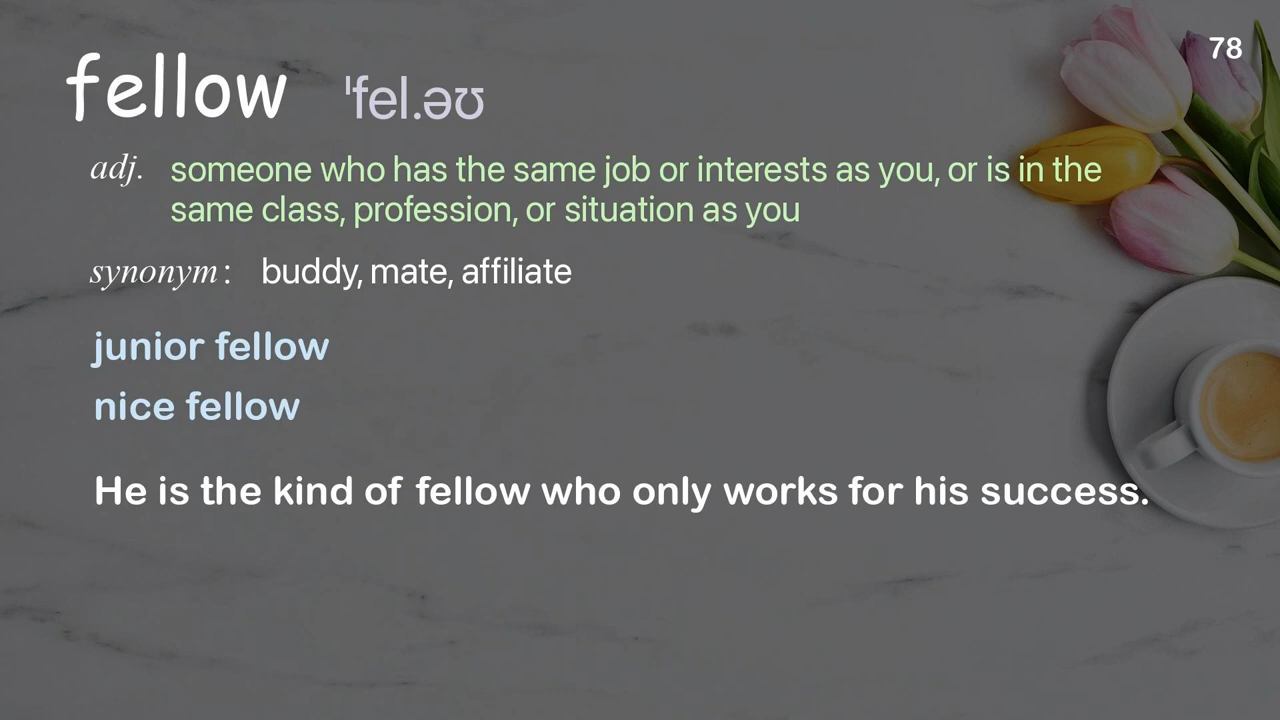 78
fellow ˈfel.əʊ
adj. someone who has the same job or interests as you, or is in the
same class, profession, or situation as you
synonym : buddy, mate, affiliate
junior fellow
nice fellow
He is the kind of fellow who only works for his success.